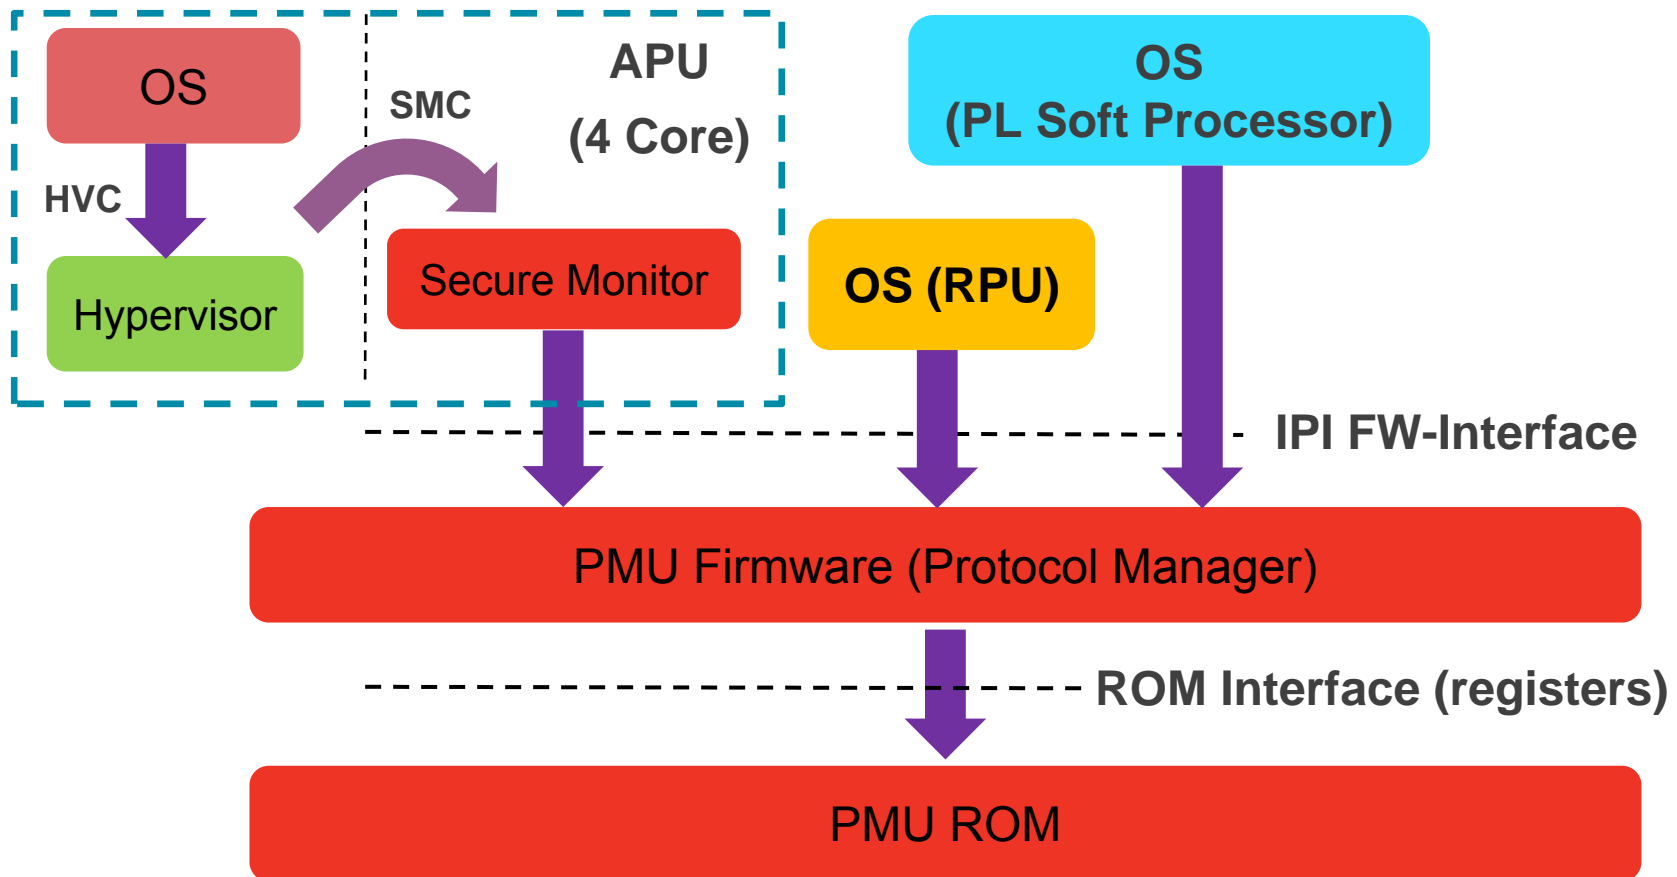 OS
HVC
Hypervisor
SMC
APU
(4 Core)
Secure Monitor
OS (RPU)
OS
(PL Soft Processor)
IPI FW-Interface
PMU Firmware (Protocol Manager)
ROM Interface (registers)
PMU ROM